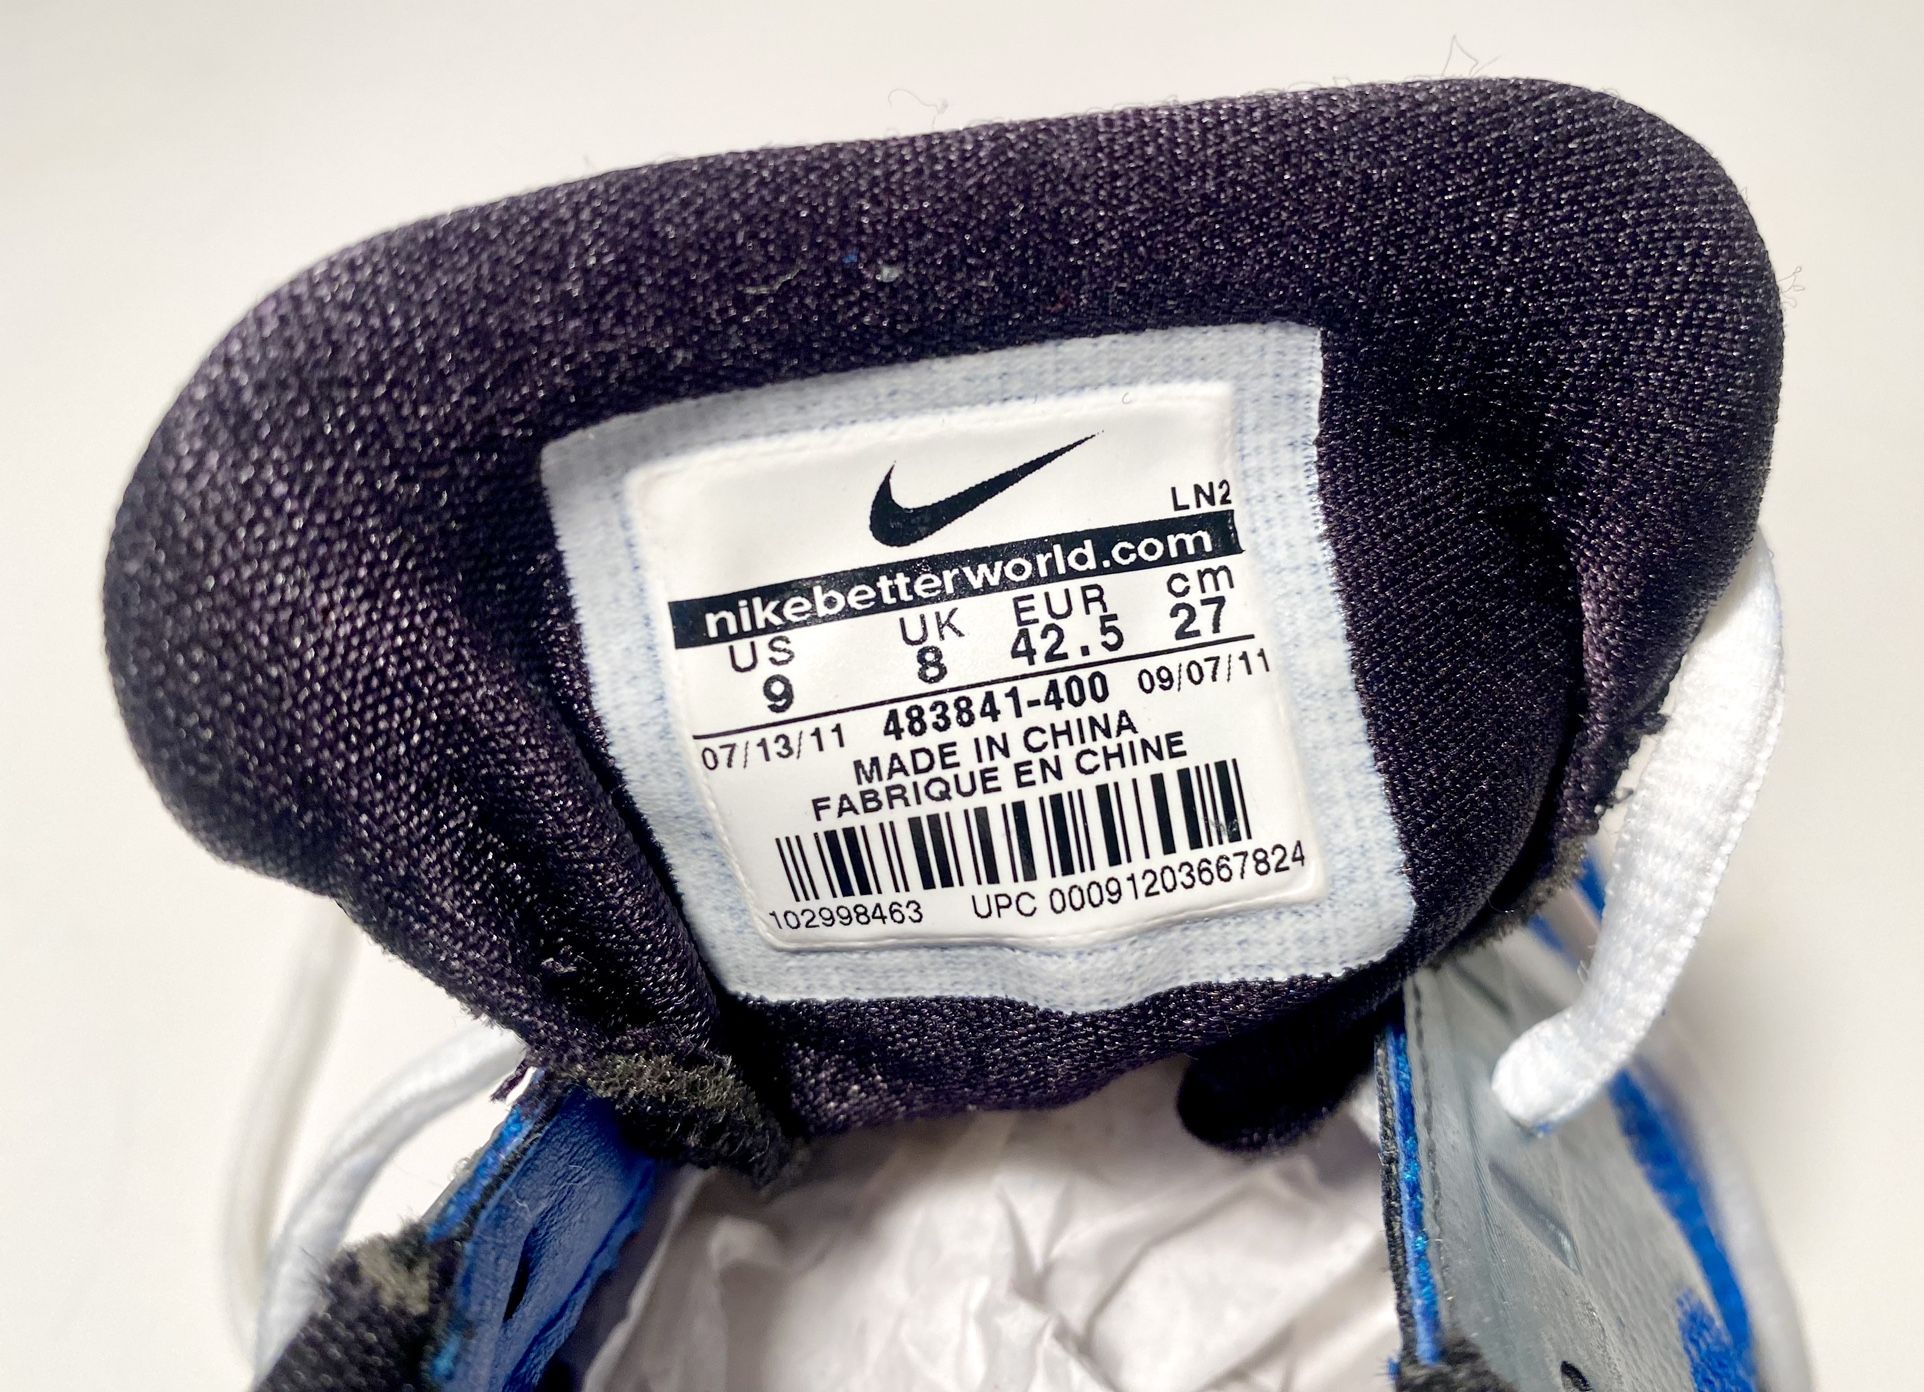 LN2
nikebetterworld.com
US UK EUR cm
9 8 42.5 27
07/13/11 483841-400 09/07/11
MADE IN CHINA
FABRIQUE EN CHINE
102998463 UPC 00091203667824